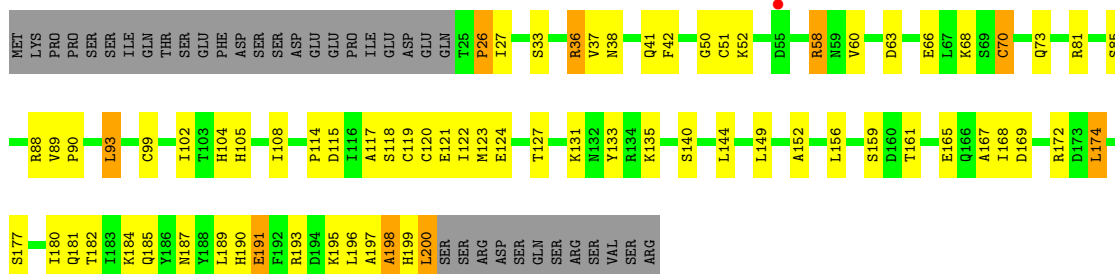 MET LYS PRO PRO SER SER ILE GLN THR SER GLU PHE ASP SER SER ASP GLU GLU PRO ILE GLU ASP GLU GLN T25 P26 I27 S33 R36 V37 N38 Q41 F42 G50 C51 K52 D55 R58 N59 V60 D63 E66 L67 K68 S69 C70 Q73 R81 S85
R88 V89 P90 L93 C99 I102 T103 H104 H105 I108 P114 D115 I116 A117 S118 C119 C120 E121 I122 M123 E124 T127 K131 N132 Y133 R134 K135 S140 L144 L149 A152 L156 S159 D160 T161 E165 Q166 A167 I168 D169 R172 D173 L174
S177 I180 Q181 T182 I183 K184 Q185 Y186 N187 Y188 L189 H190 E191 F192 R193 D194 K195 L196 A197 A198 H199 L200 SER SER ARG ASP SER GLN SER ARG SER VAL SER ARG